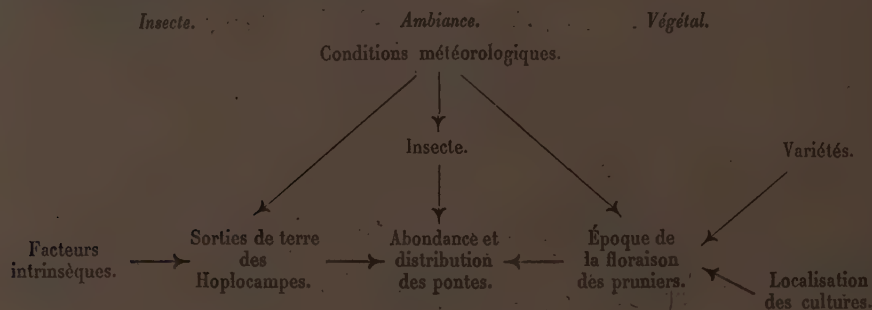 Insecte. Ambiance. Végétal.
Conditions météorologiques.
Insecte.
Variétés.
Facteurs
intrinsèques.
Sorties de terre
des
Hoplocampes.
Abondance et
distribution
des pontes.
Époque de
la floraison
des pruniers.
Localisation
des cultures.